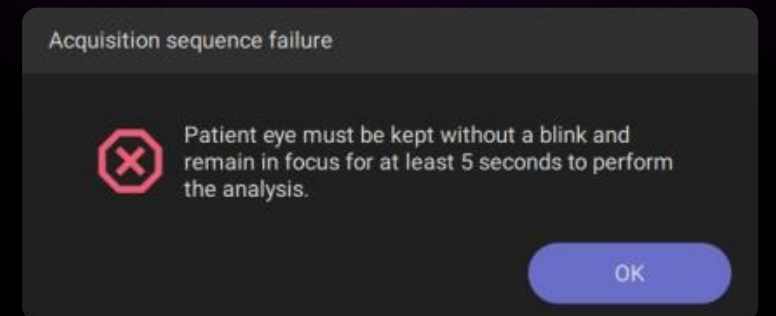 Acquisition sequence failure
Patient eye must be kept without a blink and
remain in focus for at least 5 seconds to perform
the analysis.
OK